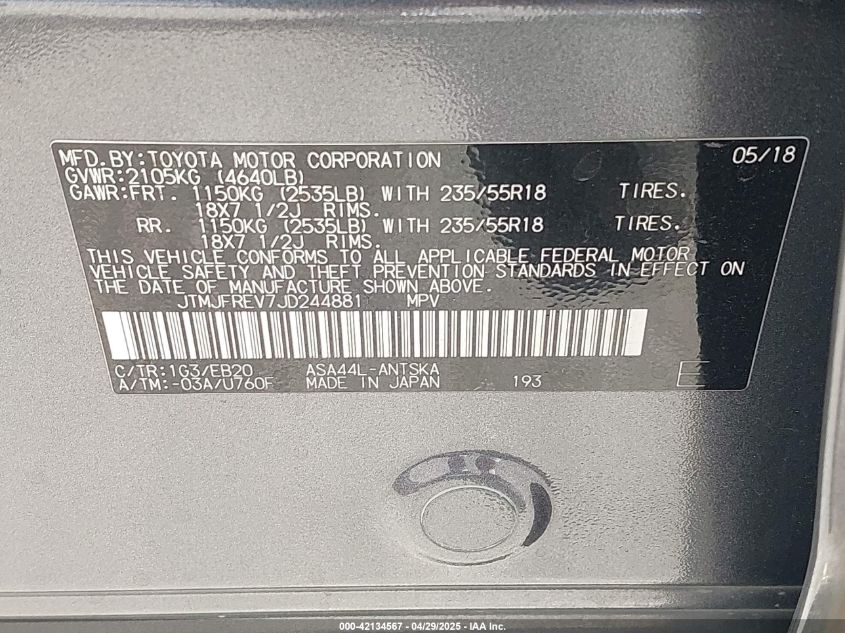 MFD.BY:TOYOTA MOTOR CORPORATION 05/18
GVWR:2105KG (4640LB)
GAWR:FRT. 1150KG (2535LB) WITH 235/55R18 TIRES.
18X7 1/2J RIMS.
RR. 1150KG (2535LB) WITH 235/55R18 TIRES.
18X7 1/2J RIMS.
THIS VEHICLE CONFORMS TO ALL APPLICABLE FEDERAL MOTOR
VEHICLE SAFETY AND THEFT PREVENTION STANDARDS IN EFFECT ON
THE DATE OF MANUFACTURE SHOWN ABOVE.
JTMJFREV7JD244881 MPV
C/TR:1G3/EB20 ASA44L-ANTSKA
A/TM:-03A/U760F MADE IN JAPAN 193
000-42134567 - 04/29/2025 - IAA Inc.